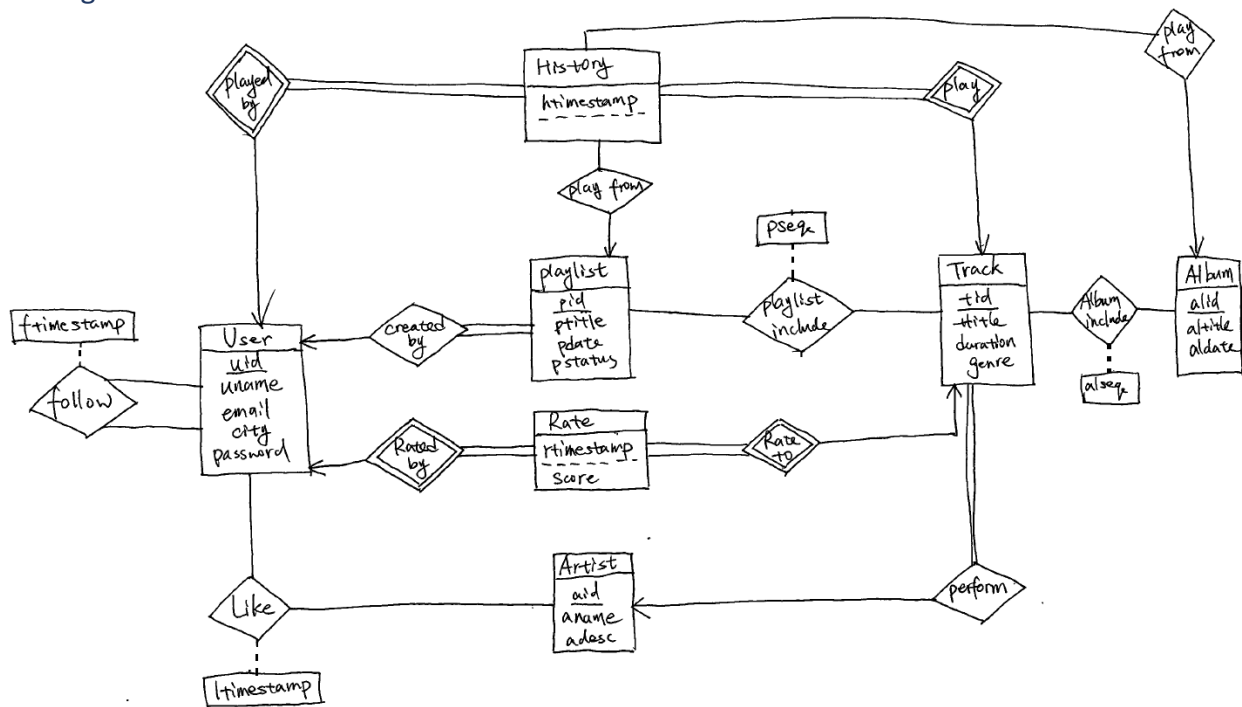 played
by
History
htimestamp
play
play
from
play from
playlist
pid
ptitle
pdate
pstatus
created
by
pseq
playlist
include
Track
tid
ttitle
duration
genre
Album
include
alseq
Album
alid
altitle
aldate
ftimestamp
follow
User
uid
uname
email
city
password
Rated
by
Rate
rtimestamp
score
Rate
to
Like
ltimestamp
Artist
aid
aname
adesc
perform